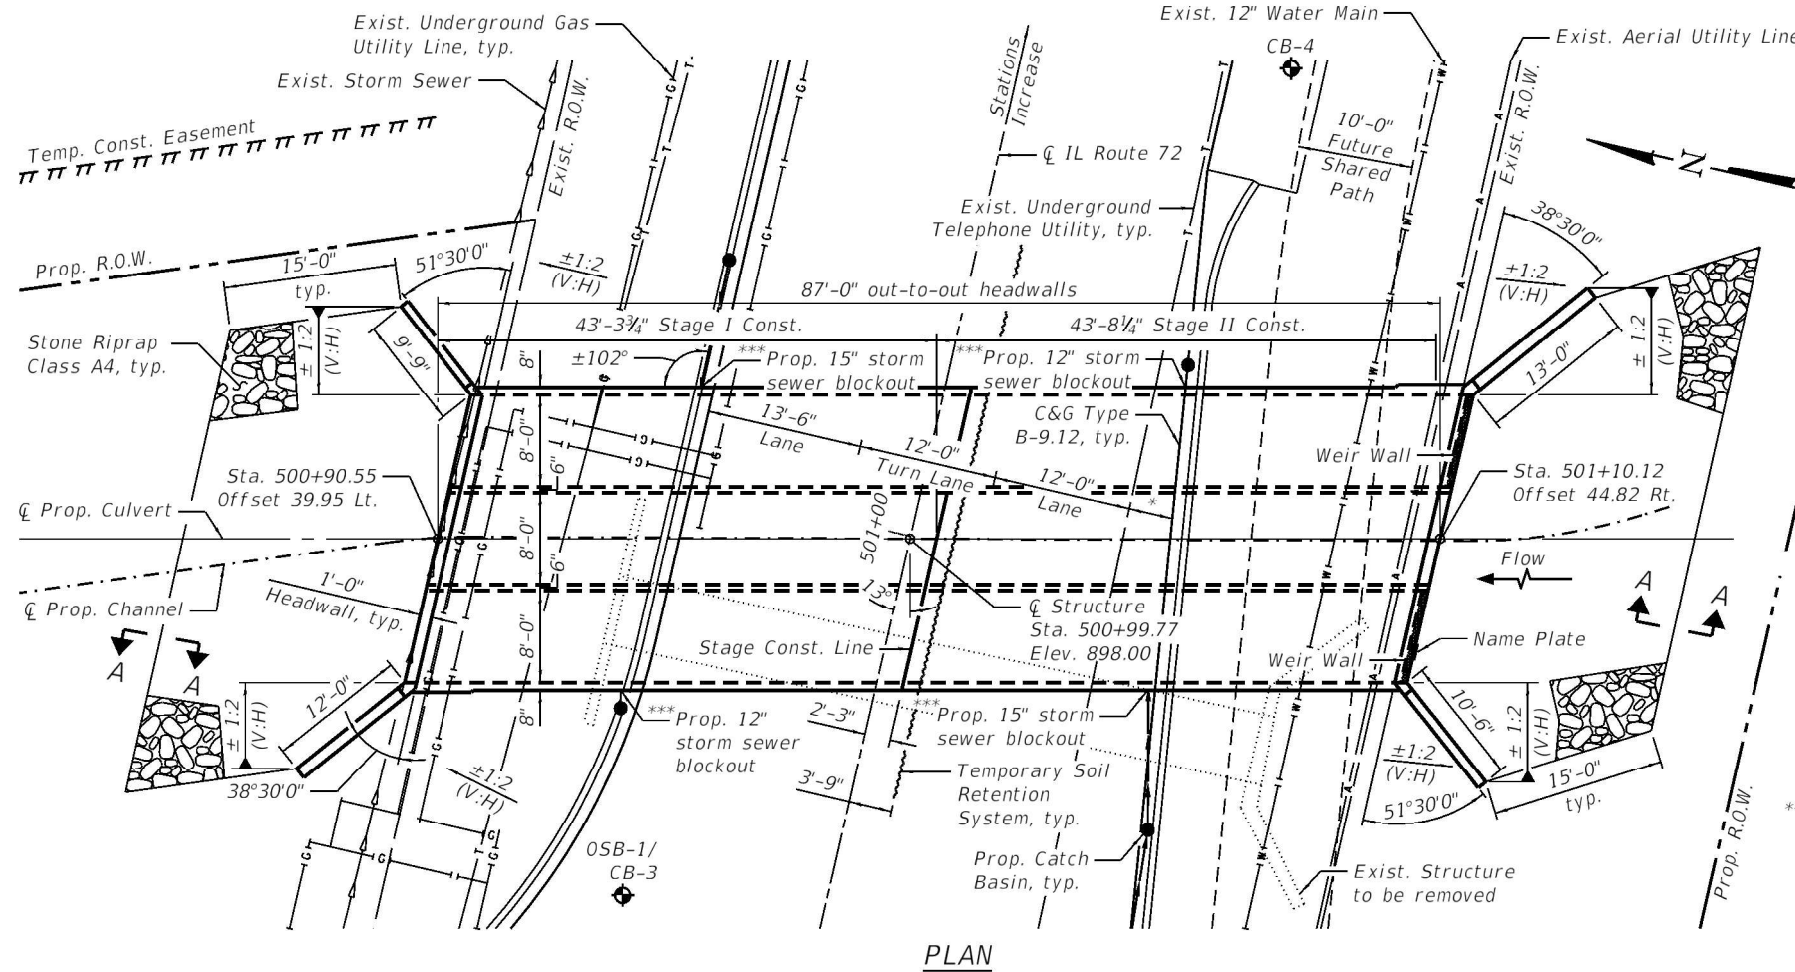 Exist. Underground Gas
Utility Line, typ.
Exist. Storm Sewer
Exist. 12" Water Main
CB-4
Exist. Aerial Utility Line
Stations
Increase
Exist. R.O.W.
Exist. R.O.W.
Temp. Const. Easement
℄ IL Route 72
10'-0"
Future
Shared
Path
N
Exist. Underground
Telephone Utility, typ.
38°30'0"
Prop. R.O.W.
15'-0"
typ.
51°30'0"
±1:2
(V:H)
±1:2
(V:H)
87'-0" out-to-out headwalls
43'-3¾" Stage I Const.
43'-8¼" Stage II Const.
Stone Riprap
Class A4, typ.
± 1:2
(V:H)
9'-9"
8"
±102°
***Prop. 15" storm
sewer blockout
***Prop. 12" storm
sewer blockout
13'-0"
± 1:2
(V:H)
13'-6"
Lane
C&G Type
B-9.12, typ.
8'-0"
12'-0"
Turn Lane
12'-0"
Lane
*
Weir Wall
6"
Sta. 500+90.55
Offset 39.95 Lt.
Sta. 501+10.12
Offset 44.82 Rt.
℄ Prop. Culvert
8'-0"
501+00
Flow
6"
1'-0"
Headwall, typ.
13°
℄ Prop. Channel
℄ Structure
Sta. 500+99.77
Elev. 898.00
A
A
Name Plate
Stage Const. Line
8'-0"
Weir Wall
A
A
12'-0"
± 1:2
(V:H)
8"
***Prop. 12"
storm sewer
blockout
2'-3"
***Prop. 15" storm
sewer blockout
10'-6"
± 1:2
(V:H)
±1:2
(V:H)
38°30'0"
±1:2
(V:H)
3'-9"
Temporary Soil
Retention
System, typ.
15'-0"
typ.
51°30'0"
Prop. R.O.W.
OSB-1/
CB-3
Prop. Catch
Basin, typ.
Exist. Structure
to be removed
PLAN